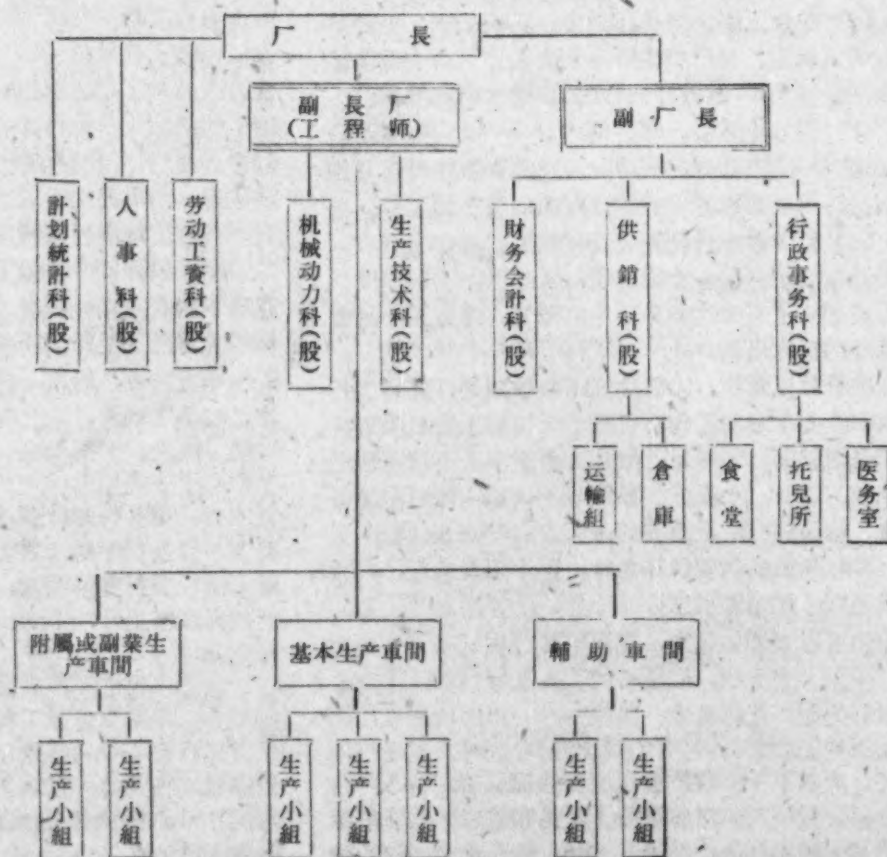 厂長
副厂長
(工程师)
副厂長
計划統計科(股)
人事科(股)
劳动工資科(股)
机械动力科(股)
生产技术科(股)
財务会計科(股)
供銷科(股)
行政事务科(股)
运輸組
倉庫
食堂
托兒所
医务室
附屬或副業生
产車間
基本生产車間
輔助車間
生产小組
生产小組
生产小組
生产小組
生产小組
生产小組
生产小組